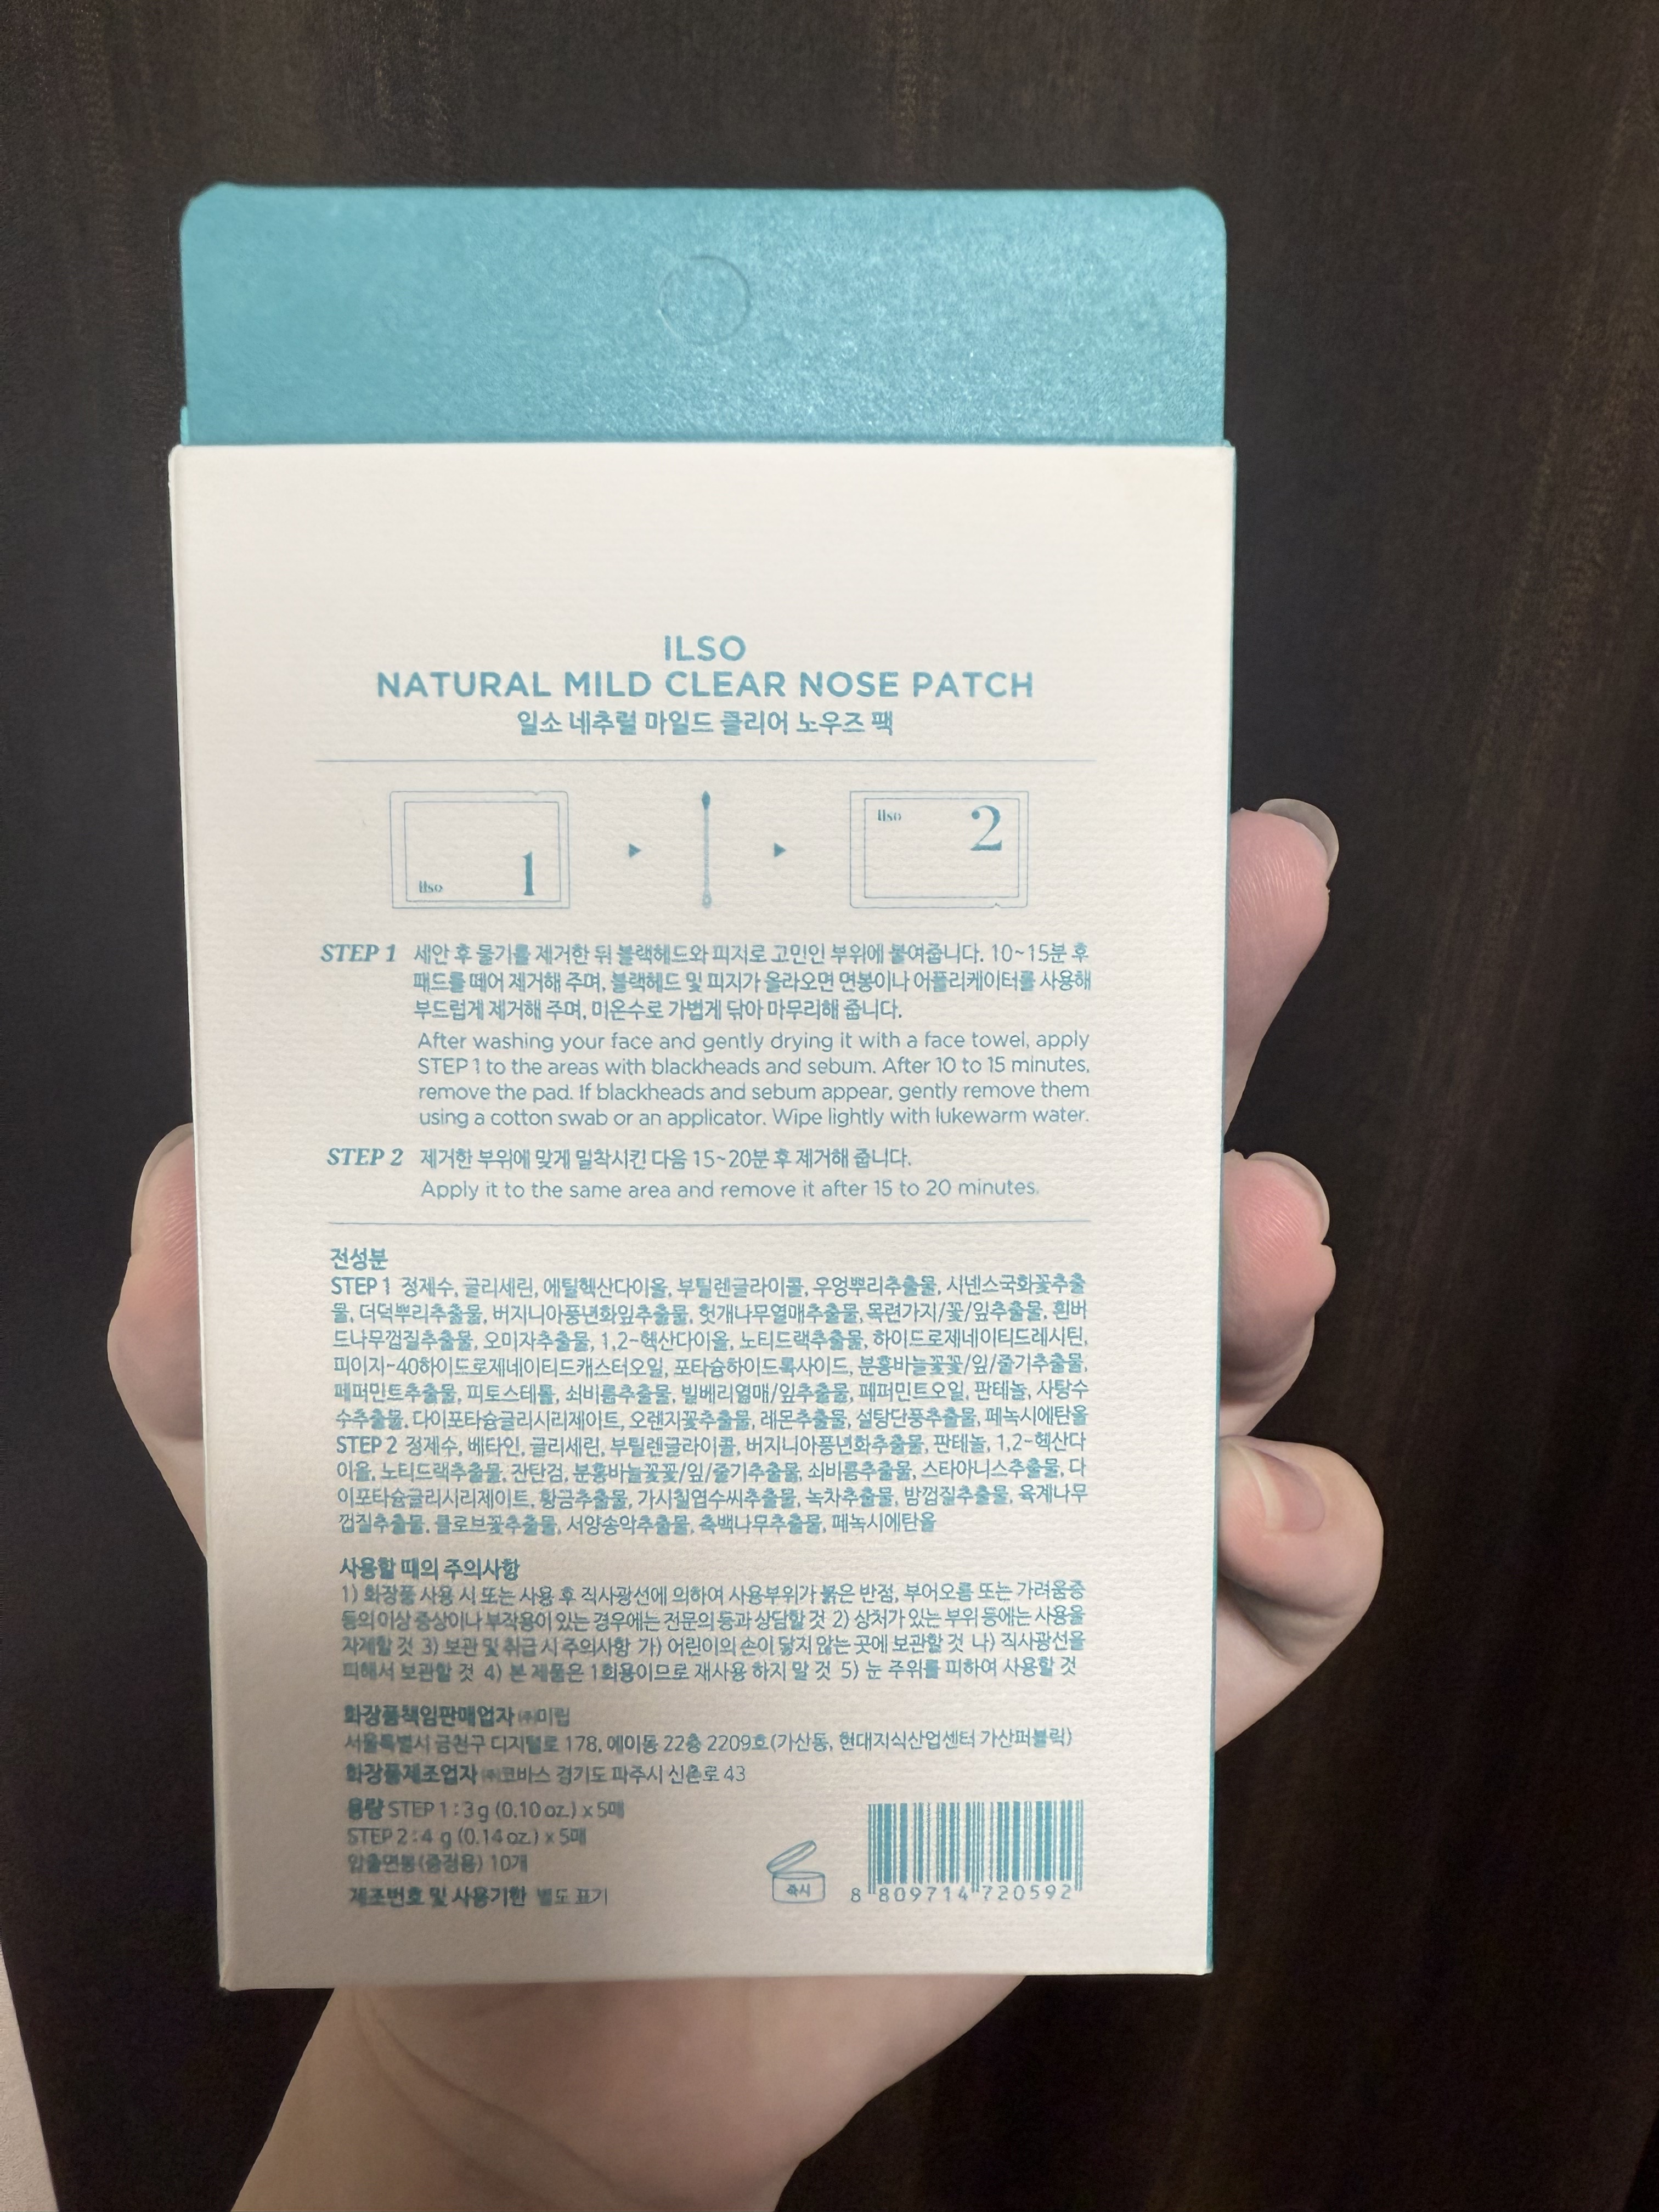 ILSO
NATURAL MILD CLEAR NOSE PATCH
일소 네추럴 마일드 클리어 노우즈 팩
ilso 1
ilso 2
STEP 1 세안 후 물기를 제거한 뒤 블랙헤드와 피지로 고민인 부위에 붙여줍니다. 10~15분 후
패드를 떼어 제거해 주며, 블랙헤드 및 피지가 올라오면 면봉이나 어플리케이터를 사용해
부드럽게 제거해 주며, 미온수로 가볍게 닦아 마무리해 줍니다.
After washing your face and gently drying it with a face towel, apply
STEP 1 to the areas with blackheads and sebum. After 10 to 15 minutes,
remove the pad. If blackheads and sebum appear, gently remove them
using a cotton swab or an applicator. Wipe lightly with lukewarm water.
STEP 2 제거한 부위에 맞게 밀착시킨 다음 15~20분 후 제거해 줍니다.
Apply it to the same area and remove it after 15 to 20 minutes.
전성분
STEP 1 정제수, 글리세린, 에틸헥산다이올, 부틸렌글라이콜, 우엉뿌리추출물, 시넨스국화꽃추출
물, 더덕뿌리추출물, 버지니아풍년화잎추출물, 헛개나무열매추출물, 목련가지/꽃/잎추출물, 흰버
드나무껍질추출물, 오미자추출물, 1,2-헥산다이올, 노티드랙추출물, 하이드로제네이티드레시틴,
피이지-40하이드로제네이티드캐스터오일, 포타슘하이드록사이드, 분홍바늘꽃꽃/잎/줄기추출물,
페퍼민트추출물, 피토스테롤, 쇠비름추출물, 빌베리열매/잎추출물, 페퍼민트오일, 판테놀, 사탕수
수추출물, 다이포타슘글리시리제이트, 오렌지꽃추출물, 레몬추출물, 설탕단풍추출물, 페녹시에탄올
STEP 2 정제수, 베타인, 글리세린, 부틸렌글라이콜, 버지니아풍년화추출물, 판테놀, 1,2-헥산다
이올, 노티드랙추출물, 잔탄검, 분홍바늘꽃꽃/잎/줄기추출물, 쇠비름추출물, 스타아니스추출물, 다
이포타슘글리시리제이트, 황금추출물, 가시칠엽수씨추출물, 녹차추출물, 밤껍질추출물, 육계나무
껍질추출물, 클로브꽃추출물, 서양송악추출물, 측백나무추출물, 페녹시에탄올
사용할 때의 주의사항
1) 화장품 사용 시 또는 사용 후 직사광선에 의하여 사용부위가 붉은 반점, 부어오름 또는 가려움증
등의 이상 증상이나 부작용이 있는 경우에는 전문의 등과 상담할 것 2) 상처가 있는 부위 등에는 사용을
자제할 것 3) 보관 및 취급 시 주의사항 가) 어린이의 손이 닿지 않는 곳에 보관할 것 나) 직사광선을
피해서 보관할 것 4) 본 제품은 1회용이므로 재사용 하지 말 것 5) 눈 주위를 피하여 사용할 것
화장품책임판매업자 ㈜미립
서울특별시 금천구 디지털로 178, 에이동 22층 2209호(가산동, 현대지식산업센터 가산퍼블릭)
화장품제조업자 ㈜코바스 경기도 파주시 신촌로 43
용량 STEP 1 : 3 g (0.10 oz.) x 5매
STEP 2 : 4 g (0.14 oz.) x 5매
압출면봉(증정용) 10개
제조번호 및 사용기한 별도 표기
즉시
8 809714 720592